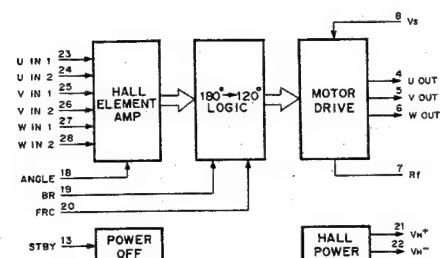 8 Vs
U IN 1 23
U IN 2 24
V IN 1 25
V IN 2 26
W IN 1 27
W IN 2 28
HALL
ELEMENT
AMP
180°→120°
LOGIC
MOTOR
DRIVE
4 U OUT
5 V OUT
6 W OUT
7 Rf
ANGLE 18
BR 19
FRC 20
STBY 13
POWER
OFF
HALL
POWER
21 VH+
22 VH-